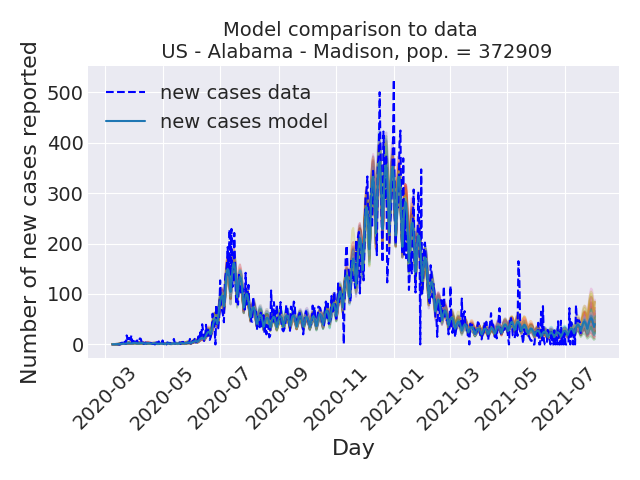 Model comparison to data
US - Alabama - Madison, pop. = 372909
Number of new cases reported
500
400
300
200
100
0
new cases data
new cases model
2020-03
2020-05
2020-07
2020-09
2020-11
2021-01
2021-03
2021-05
2021-07
Day